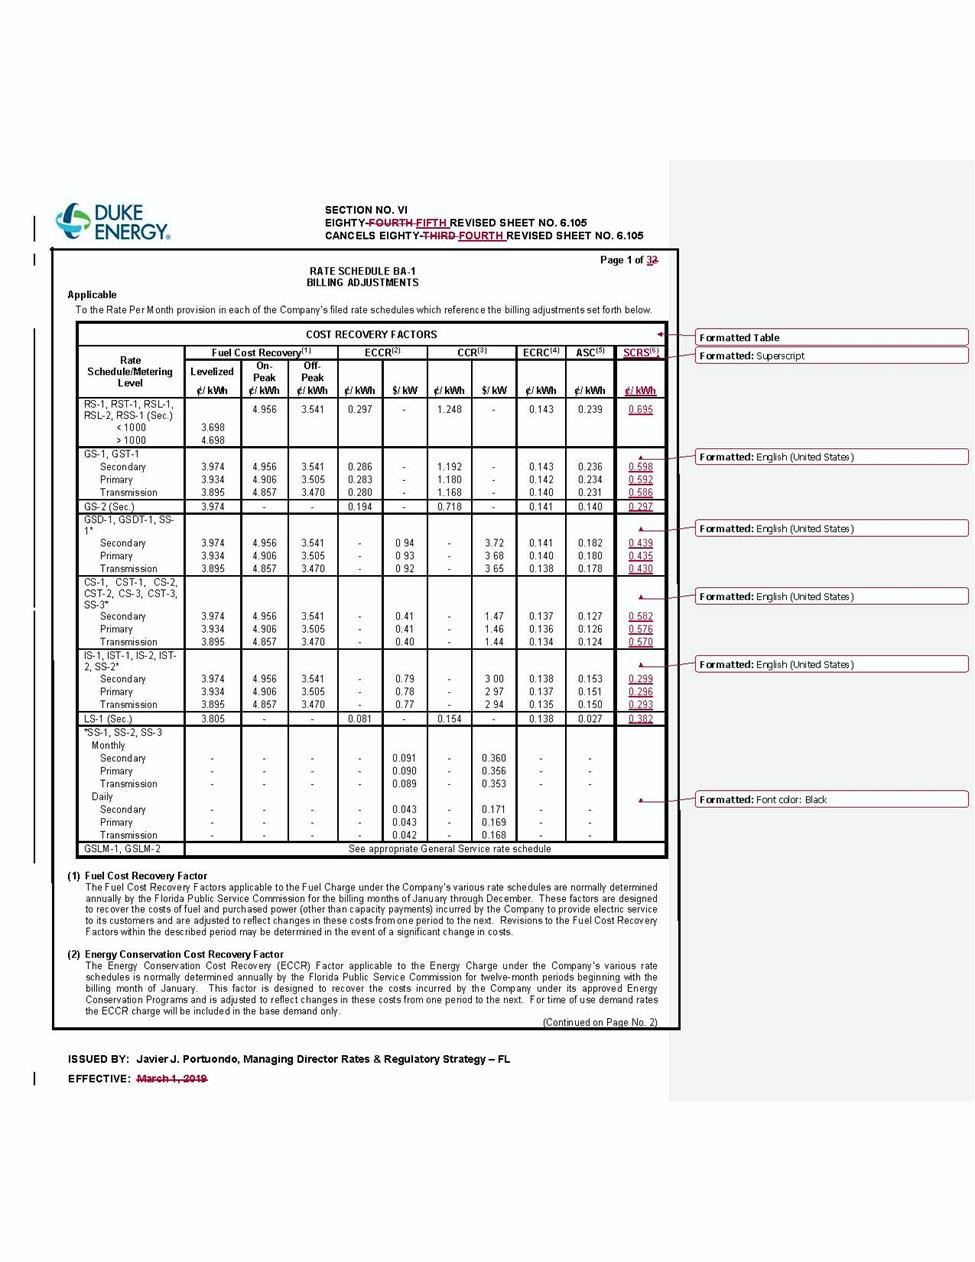 DUKE
ENERGY®
SECTION NO. VI
EIGHTY-FOURTH FIFTH REVISED SHEET NO. 6.105
CANCELS EIGHTY-THIRD FOURTH REVISED SHEET NO. 6.105
Page 1 of 32
RATE SCHEDULE BA-1
BILLING ADJUSTMENTS
Applicable
To the Rate Per Month provision in each of the Company's filed rate schedules which reference the billing adjustments set forth below.
COST RECOVERY FACTORS
Rate Schedule/Metering Level Fuel Cost Recovery(1) ECCR(2) CCR(3) ECRC(4) ASC(5) SCRS(6)
Levelized On-Peak Off-Peak
¢/ kWh ¢/ kWh ¢/ kWh ¢/ kWh $/ kW ¢/ kWh $/ kW ¢/ kWh ¢/ kWh ¢/ kWh
RS-1, RST-1, RSL-1,
RSL-2, RSS-1 (Sec.) 4.956 3.541 0.297 - 1.248 - 0.143 0.239 0.695
< 1000 3.698
> 1000 4.698
GS-1, GST-1
Secondary 3.974 4.956 3.541 0.286 - 1.192 - 0.143 0.236 0.598
Primary 3.934 4.906 3.505 0.283 - 1.180 - 0.142 0.234 0.592
Transmission 3.895 4.857 3.470 0.280 - 1.168 - 0.140 0.231 0.586
GS-2 (Sec.) 3.974 - - 0.194 - 0.718 - 0.141 0.140 0.297
GSD-1, GSDT-1, SS-
1*
Secondary 3.974 4.956 3.541 - 0 94 - 3.72 0.141 0.182 0.439
Primary 3.934 4.906 3.505 - 0 93 - 3 68 0.140 0.180 0.435
Transmission 3.895 4.857 3.470 - 0 92 - 3 65 0.138 0.178 0.430
CS-1, CST-1, CS-2,
CST-2, CS-3, CST-3,
SS-3*
Secondary 3.974 4.956 3.541 - 0.41 - 1.47 0.137 0.127 0.582
Primary 3.934 4.906 3.505 - 0.41 - 1.46 0.136 0.126 0.576
Transmission 3.895 4.857 3.470 - 0.40 - 1.44 0.134 0.124 0.570
IS-1, IST-1, IS-2, IST-
2, SS-2*
Secondary 3.974 4.956 3.541 - 0.79 - 3 00 0.138 0.153 0.299
Primary 3.934 4.906 3.505 - 0.78 - 2 97 0.137 0.151 0.296
Transmission 3.895 4.857 3.470 - 0.77 - 2 94 0.135 0.150 0.293
LS-1 (Sec.) 3.805 - - 0.081 - 0.154 - 0.138 0.027 0.382
*SS-1, SS-2, SS-3
Monthly
Secondary - - - - 0.091 - 0.360 - -
Primary - - - - 0.090 - 0.356 - -
Transmission - - - - 0.089 - 0.353 - -
Daily
Secondary - - - - 0.043 - 0.171 - -
Primary - - - - 0.043 - 0.169 - -
Transmission - - - - 0.042 - 0.168 - -
GSLM-1, GSLM-2 See appropriate General Service rate schedule
Formatted Table
Formatted: Superscript
Formatted: English (United States)
Formatted: English (United States)
Formatted: English (United States)
Formatted: English (United States)
Formatted: Font color: Black
(1) Fuel Cost Recovery Factor
The Fuel Cost Recovery Factors applicable to the Fuel Charge under the Company's various rate schedules are normally determined
annually by the Florida Public Service Commission for the billing months of January through December. These factors are designed
to recover the costs of fuel and purchased power (other than capacity payments) incurred by the Company to provide electric service
to its customers and are adjusted to reflect changes in these costs from one period to the next. Revisions to the Fuel Cost Recovery
Factors within the described period may be determined in the event of a significant change in costs.
(2) Energy Conservation Cost Recovery Factor
The Energy Conservation Cost Recovery (ECCR) Factor applicable to the Energy Charge under the Company's various rate
schedules is normally determined annually by the Florida Public Service Commission for twelve-month periods beginning with the
billing month of January. This factor is designed to recover the costs incurred by the Company under its approved Energy
Conservation Programs and is adjusted to reflect changes in these costs from one period to the next. For time of use demand rates
the ECCR charge will be included in the base demand only.
(Continued on Page No. 2)
ISSUED BY: Javier J. Portuondo, Managing Director Rates & Regulatory Strategy – FL
EFFECTIVE: March 1, 2019